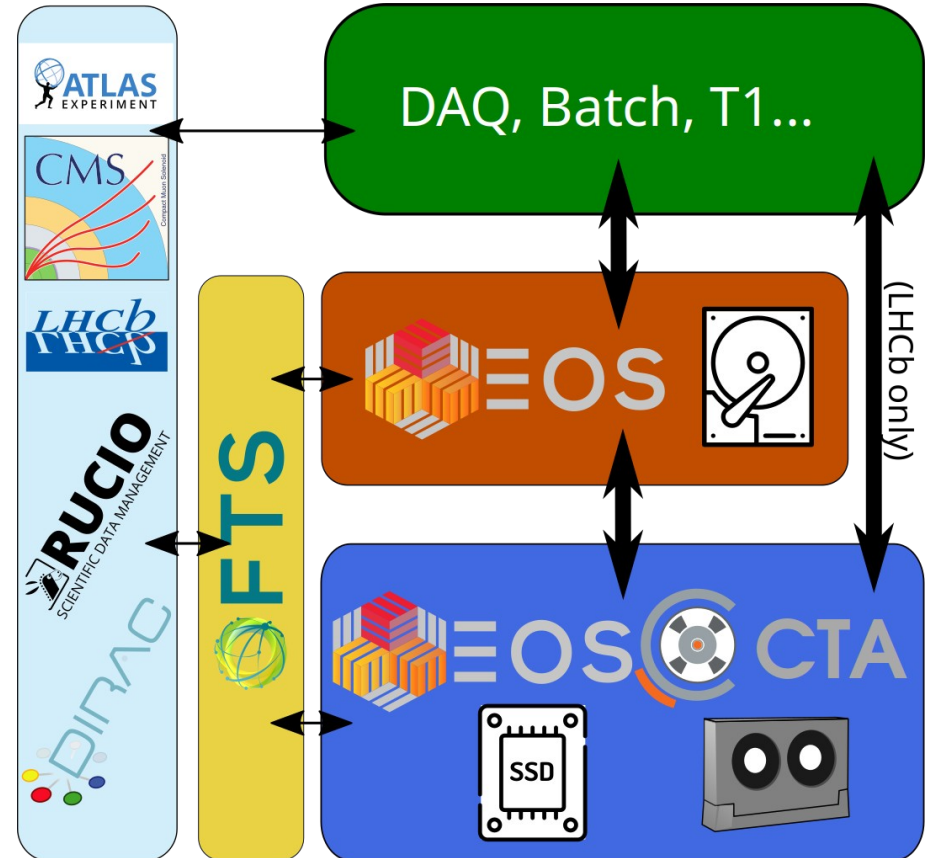 ATLAS
EXPERIMENT
CMS
Compact Muon Solenoid
LHCb
LHCb
RUCIO
SCIENTIFIC DATA MANAGEMENT
DIRAC
FTS
DAQ, Batch, T1...
EOS
(LHCb only)
EOS
CTA
SSD